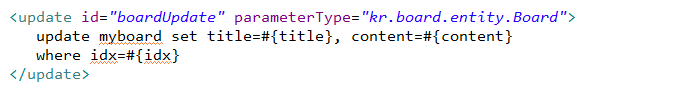 <update id="boardUpdate" parameterType="kr.board.entity.Board">
update myboard set title=#{title}, content=#{content}
where idx=#{idx}
</update>